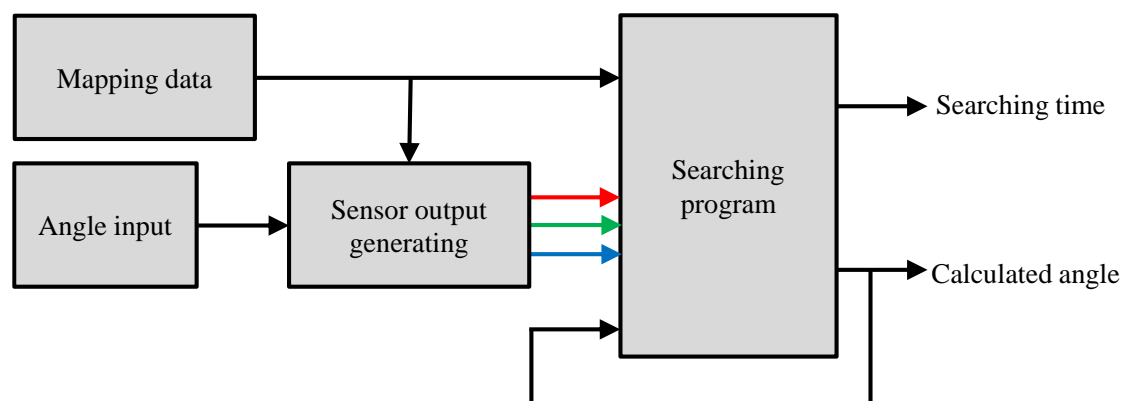 Mapping data
Searching time
Searching
program
Angle input
Sensor output
generating
Calculated angle